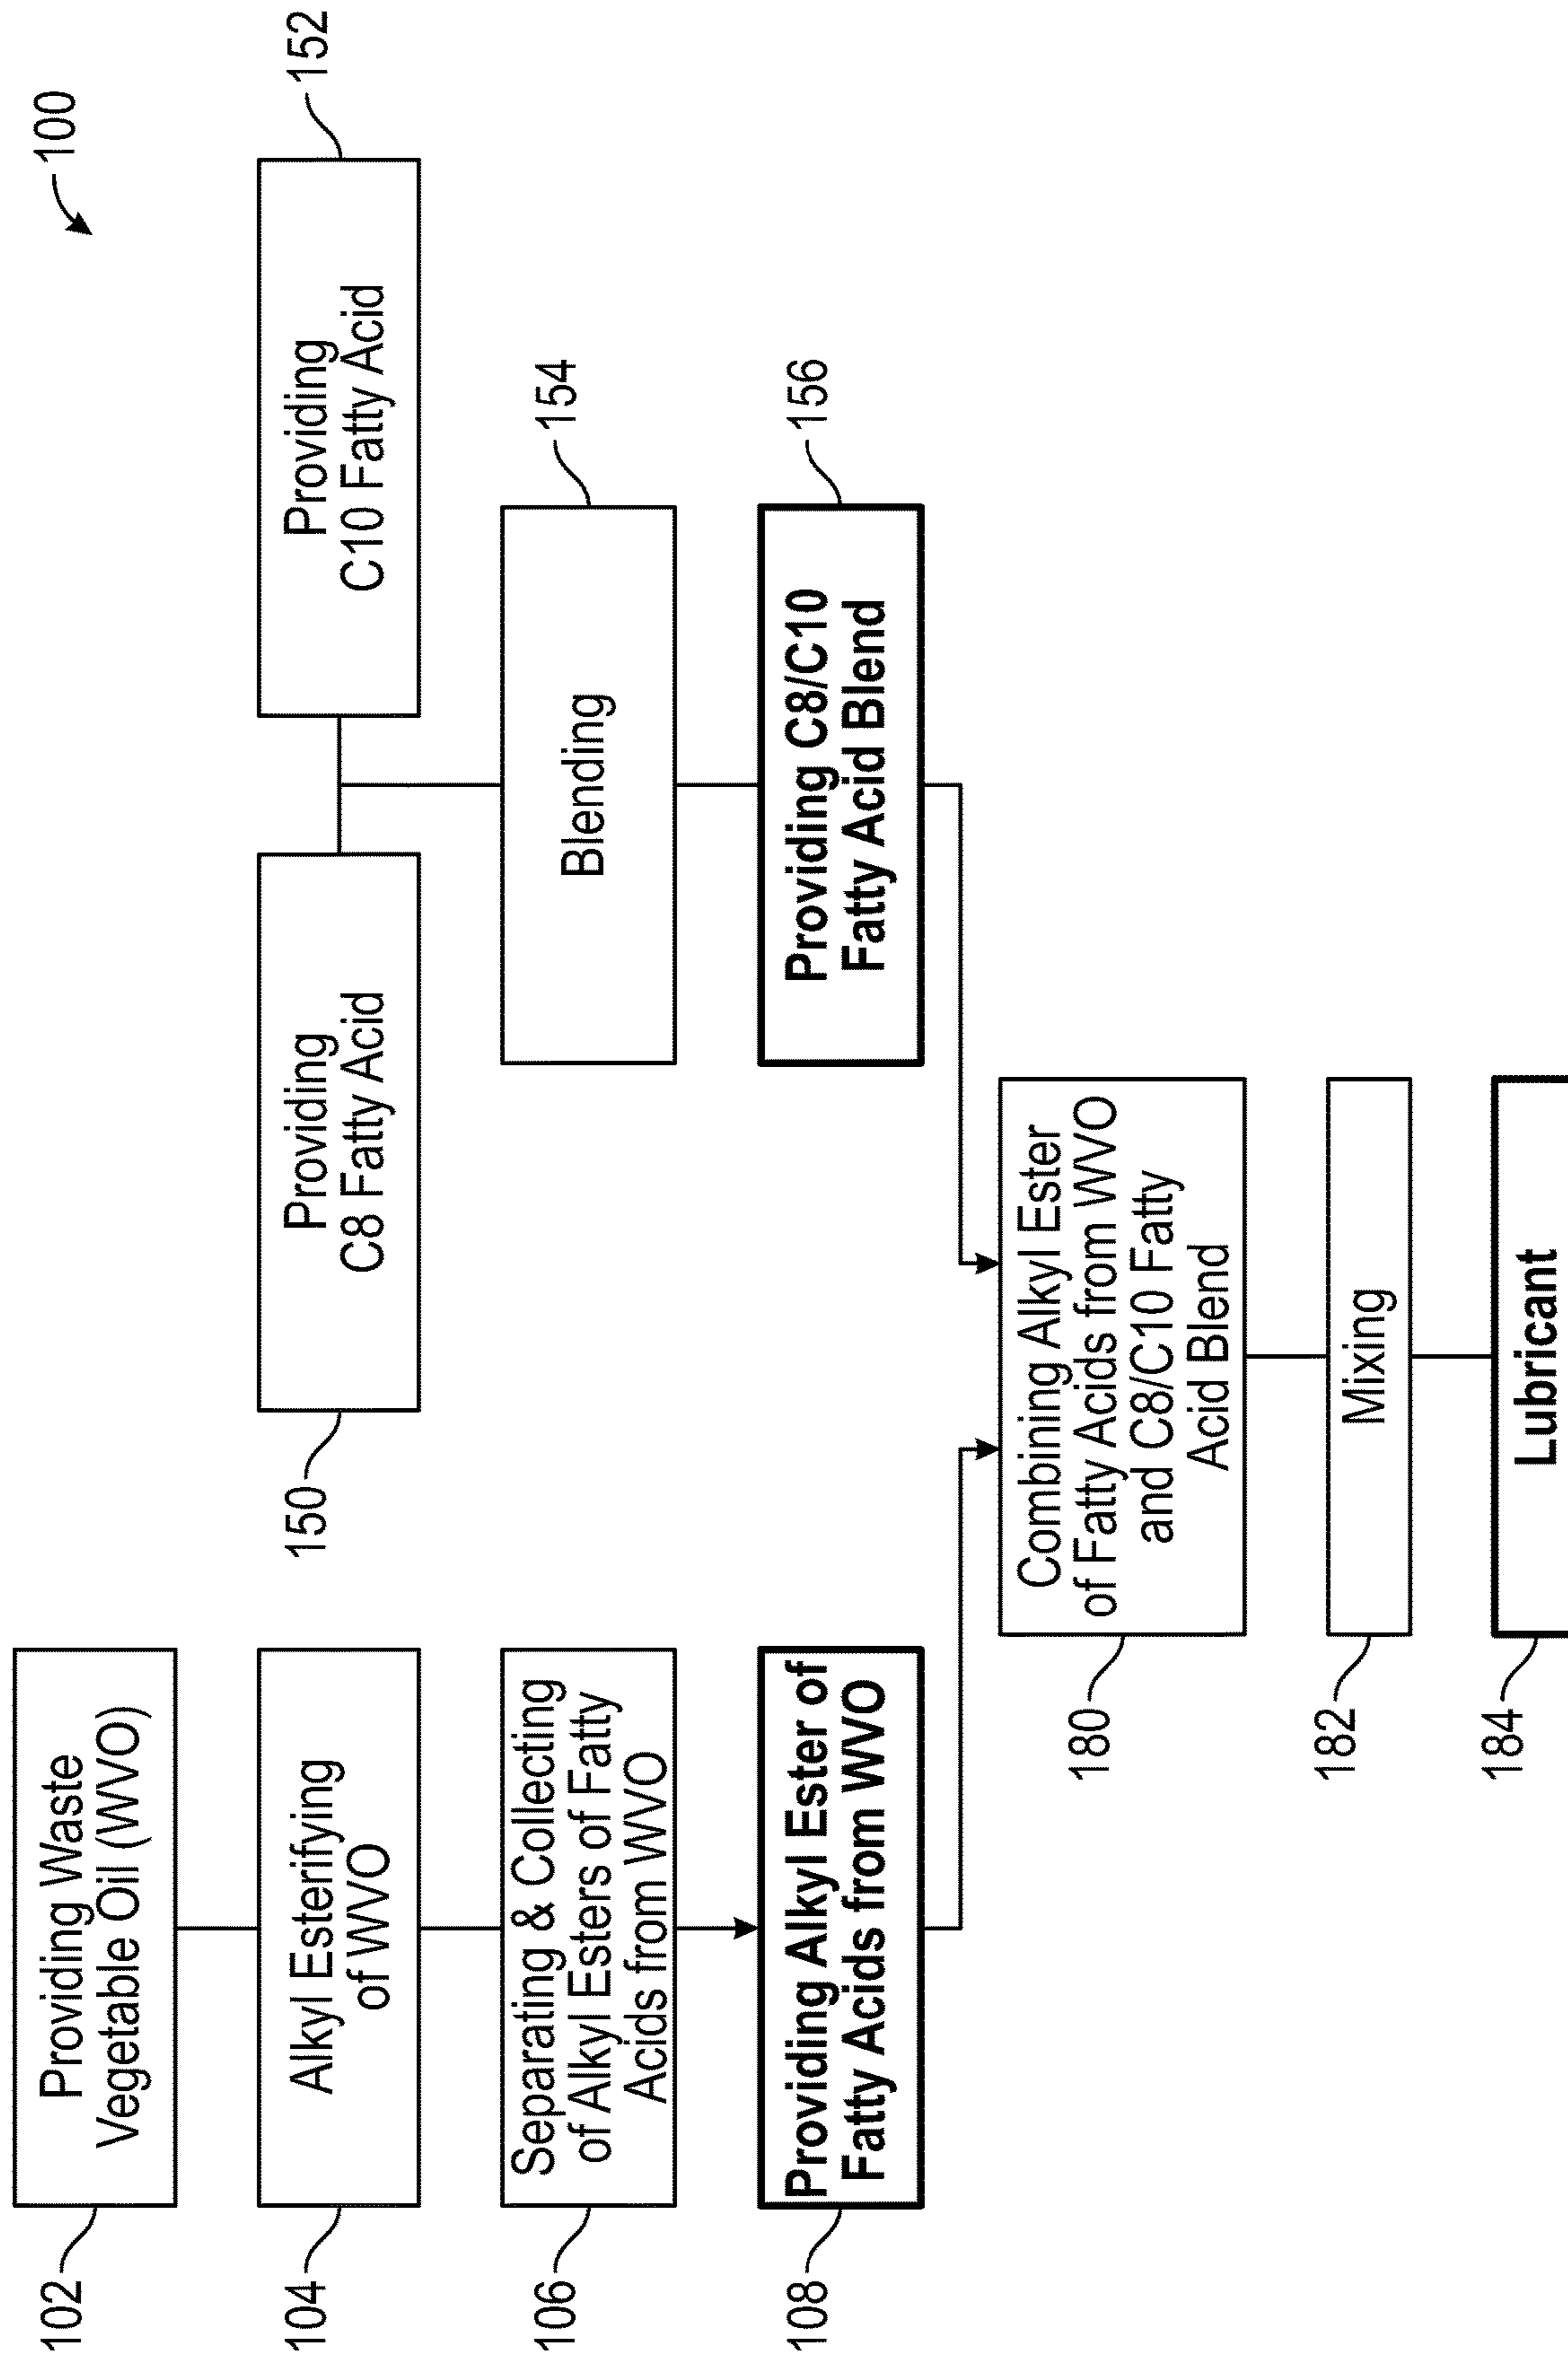 100
102
Providing Waste
Vegetable Oil (WVO)
104
Alkyl Esterifying
of WVO
106
Separating & Collecting
of Alkyl Esters of Fatty
Acids from WVO
108
Providing Alkyl Ester of
Fatty Acids from WVO
150
Providing
C8 Fatty Acid
Providing
C10 Fatty Acid
152
Blending
154
Providing C8/C10
Fatty Acid Blend
156
180
Combining Alkyl Ester
of Fatty Acids from WVO
and C8/C10 Fatty
Acid Blend
182
Mixing
184
Lubricant